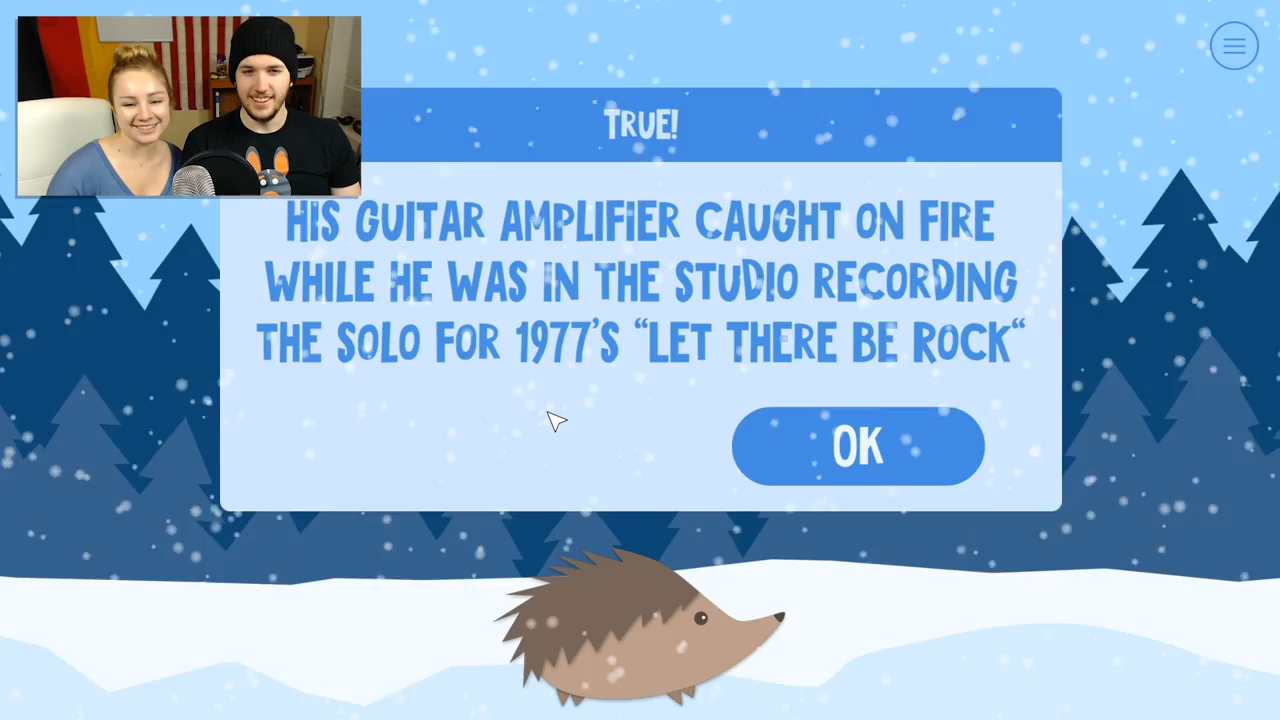 TRUE!
HIS GUITAR AMPLIFIER CAUGHT ON FIRE
WHILE HE WAS IN THE STUDIO RECORDING
THE SOLO FOR 1977'S “LET THERE BE ROCK“
OK